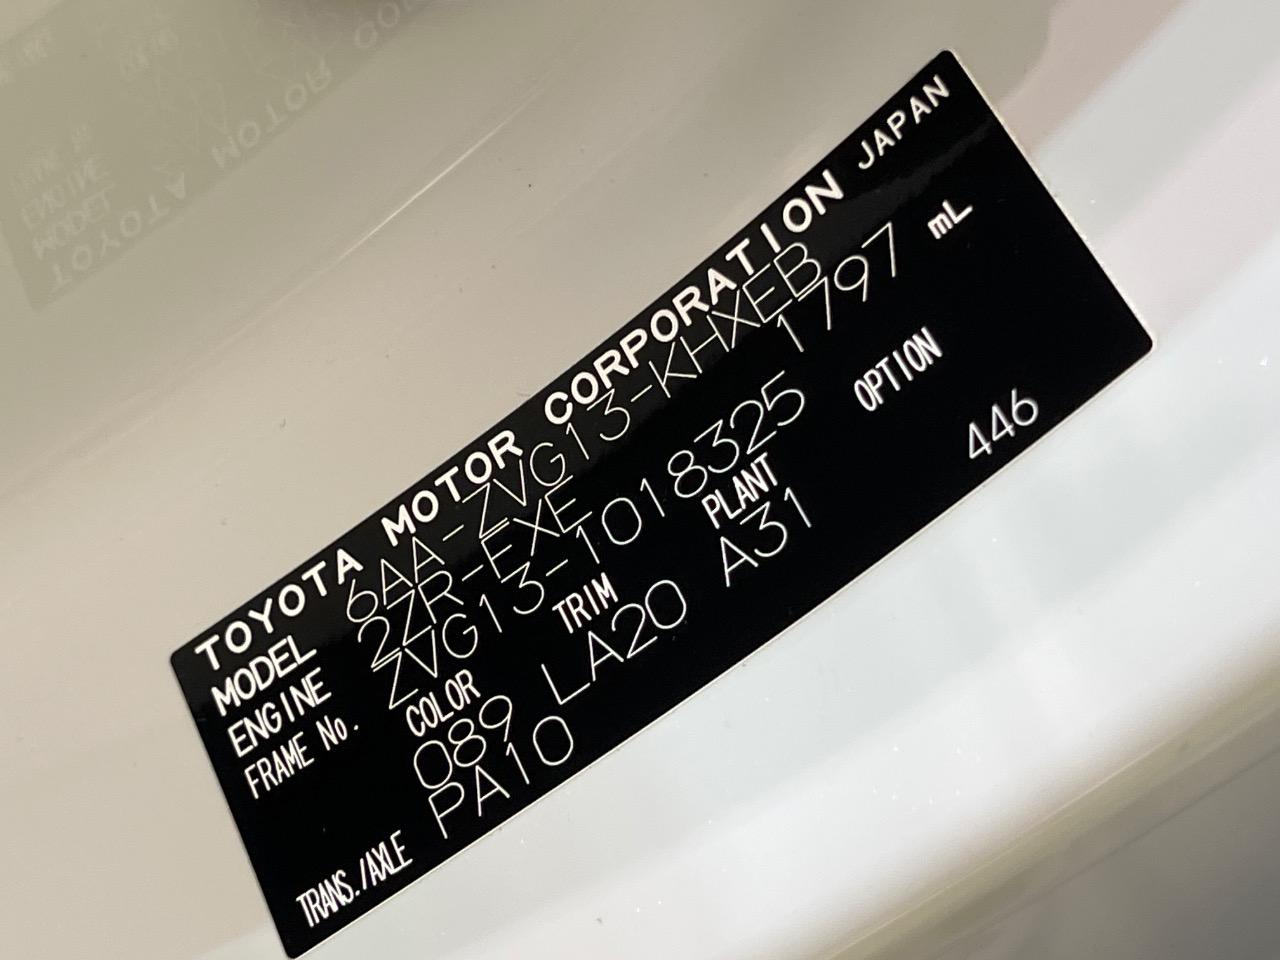 TOYOTA MOTOR CORPORATION JAPAN
MODEL 6AA-ZVG13-KHXEB
ENGINE 2ZR-FXE 1797 mL
FRAME No. ZVG13-1018325
COLOR TRIM PLANT OPTION
089 LA20 A31 446
TRANS./AXLE PA10